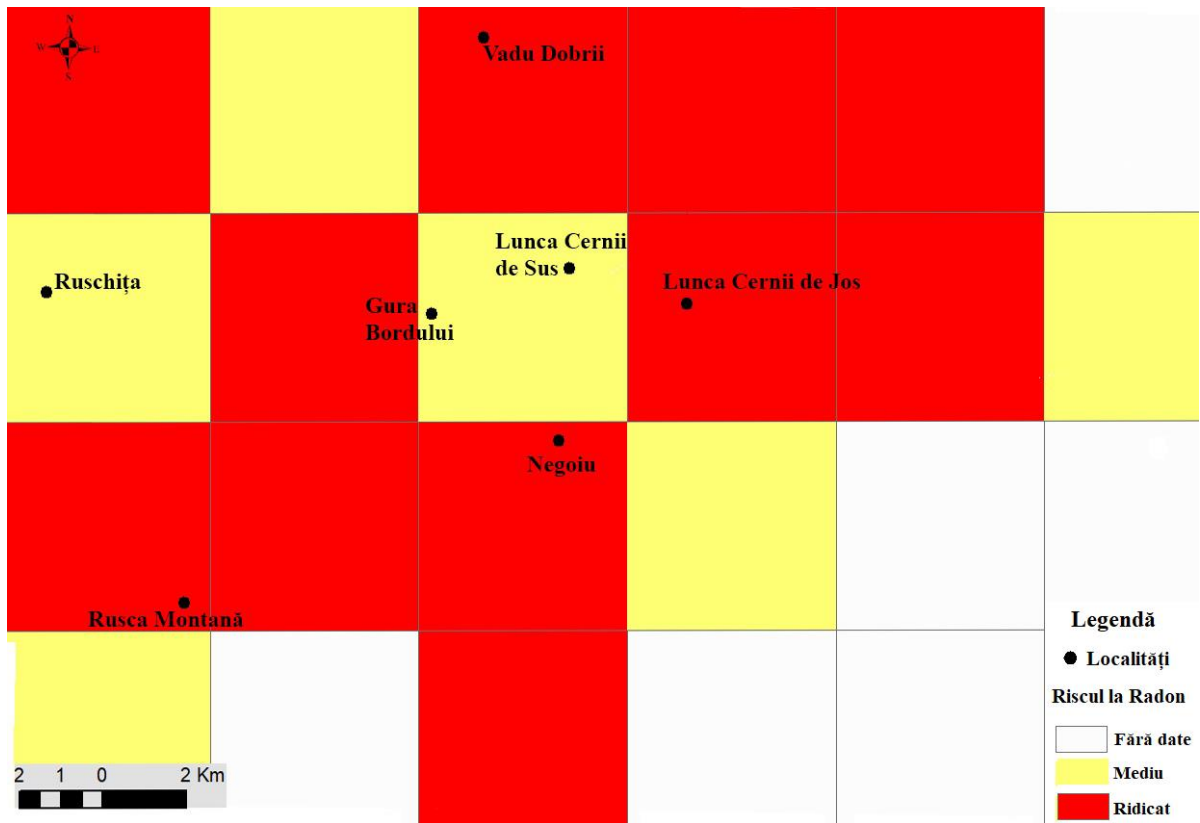 N
W E
S
Vadu Dobrii
Lunca Cernii
de Sus
Ruschița
Lunca Cernii de Jos
Gura
Bordului
Negoiu
Rusca Montană
Legendă
Localități
Riscul la Radon
Fără date
Mediu
Ridicat
2 1 0 2 Km